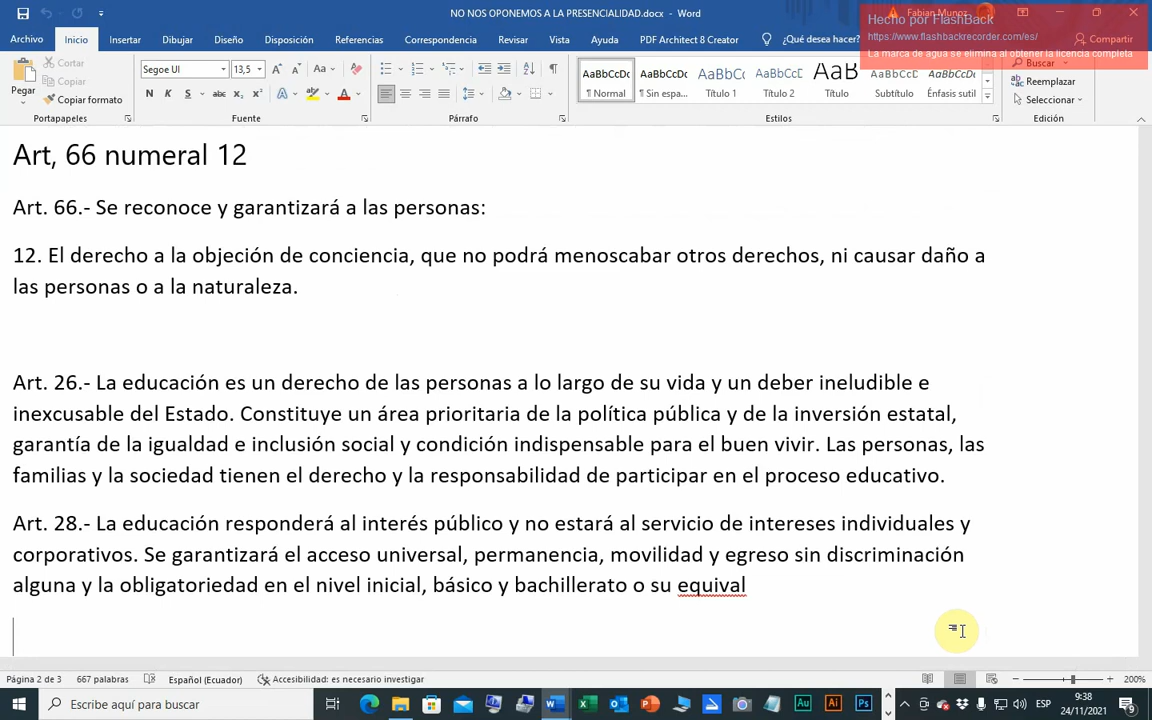 NO NOS OPONEMOS A LA PRESENCIALIDAD.docx - Word
Fabian Munoz
Hecho por FlashBack
https://www.flashbackrecorder.com/es/
La marca de agua se elimina al obtener la licencia completa
Archivo Inicio Insertar Dibujar Diseño Disposición Referencias Correspondencia Revisar Vista Ayuda PDF Architect 8 Creator ¿Qué desea hacer? Compartir
Pegar
Cortar
Copiar
Copiar formato
Portapapeles
Segoe UI 13,5
Fuente
Párrafo
AaBbCcDc AaBbCcDc AaBbCc AaBbCcD AaBb AaBbCcD AaBbCcDc
¶ Normal ¶ Sin espa... Título 1 Título 2 Título Subtítulo Énfasis sutil
Estilos
Buscar
Reemplazar
Seleccionar
Edición
Art, 66 numeral 12
Art. 66.- Se reconoce y garantizará a las personas:
12. El derecho a la objeción de conciencia, que no podrá menoscabar otros derechos, ni causar daño a
las personas o a la naturaleza.
Art. 26.- La educación es un derecho de las personas a lo largo de su vida y un deber ineludible e
inexcusable del Estado. Constituye un área prioritaria de la política pública y de la inversión estatal,
garantía de la igualdad e inclusión social y condición indispensable para el buen vivir. Las personas, las
familias y la sociedad tienen el derecho y la responsabilidad de participar en el proceso educativo.
Art. 28.- La educación responderá al interés público y no estará al servicio de intereses individuales y
corporativos. Se garantizará el acceso universal, permanencia, movilidad y egreso sin discriminación
alguna y la obligatoriedad en el nivel inicial, básico y bachillerato o su equival
Página 2 de 3 667 palabras Español (Ecuador) Accesibilidad: es necesario investigar 200%
Escribe aquí para buscar
ESP
9:38
24/11/2021